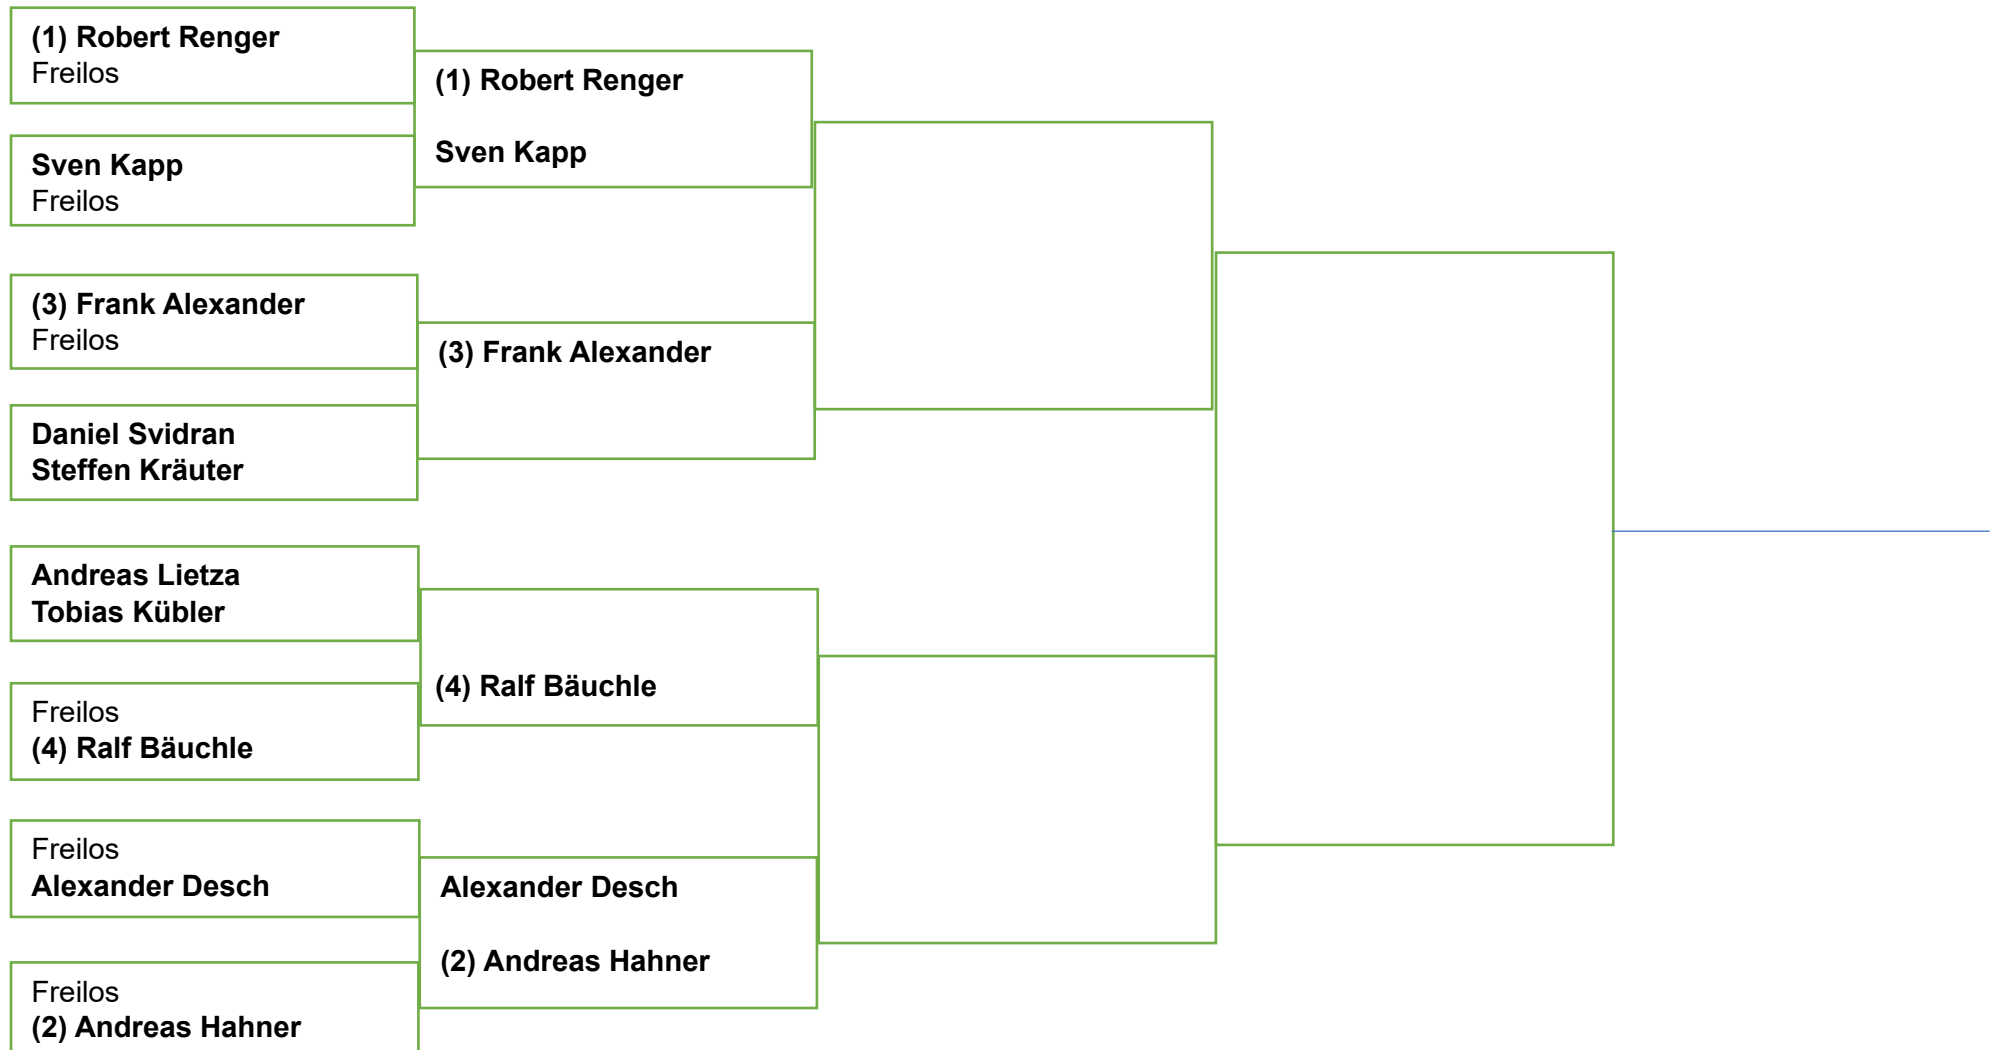 (1) Robert Renger
Freilos
Sven Kapp
Freilos
(3) Frank Alexander
Freilos
Daniel Svidran
Steffen Kräuter
Andreas Lietza
Tobias Kübler
Freilos
(4) Ralf Bäuchle
Freilos
Alexander Desch
Freilos
(2) Andreas Hahner
(1) Robert Renger
Sven Kapp
(3) Frank Alexander
(4) Ralf Bäuchle
Alexander Desch
(2) Andreas Hahner